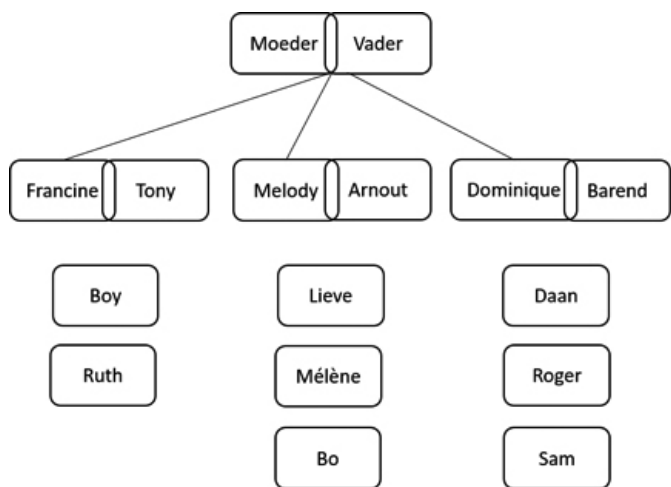 Moeder Vader
Francine Tony Melody Arnout Dominique Barend
Boy Lieve Daan
Ruth Mélène Roger
Bo Sam